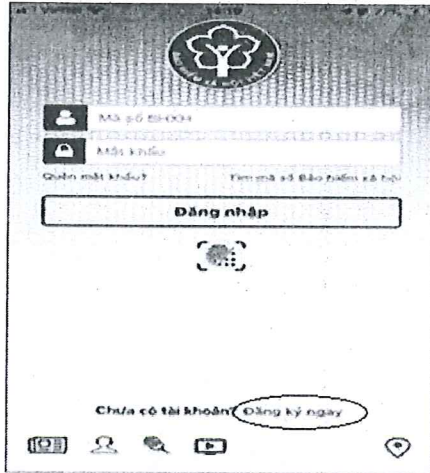 Mã số BHXH
Mật khẩu
Quên mật khẩu?
Tìm mã số Bảo hiểm xã hội
Đăng nhập
Chưa có tài khoản? Đăng ký ngay